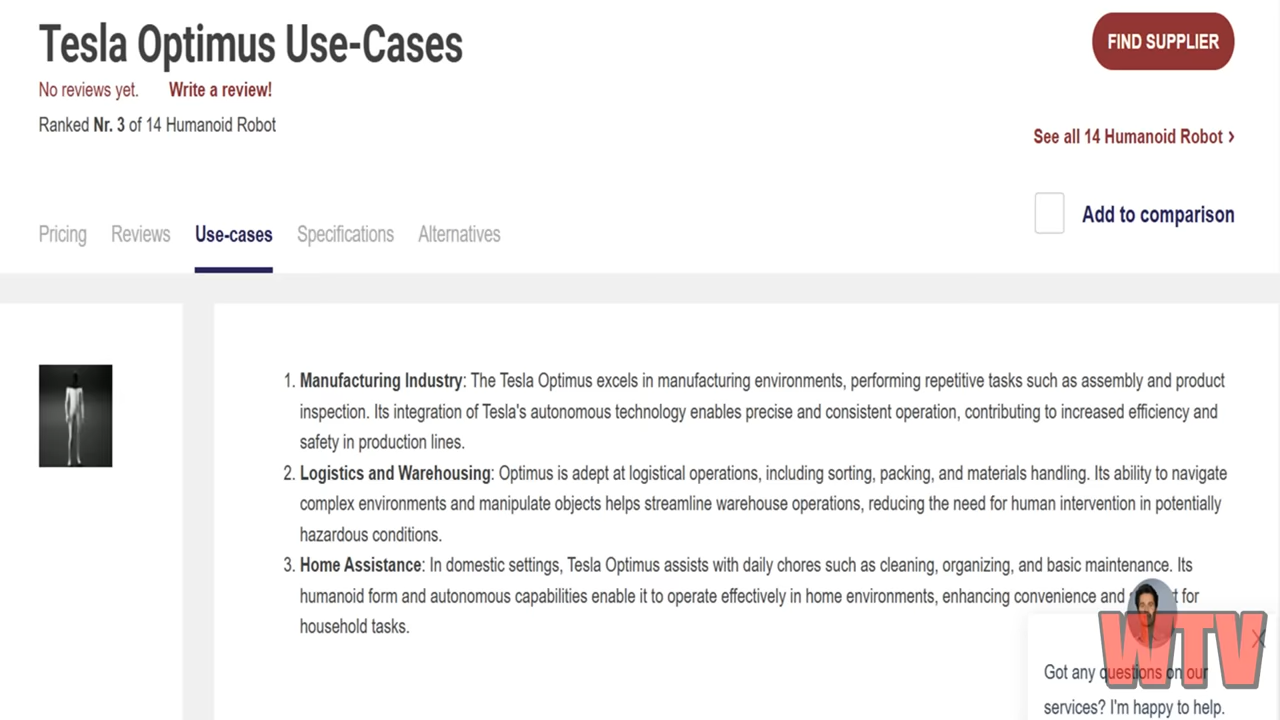 Tesla Optimus Use-Cases
FIND SUPPLIER
No reviews yet. Write a review!
Ranked Nr. 3 of 14 Humanoid Robot
See all 14 Humanoid Robot ›
Add to comparison
Pricing Reviews Use-cases Specifications Alternatives
1. Manufacturing Industry: The Tesla Optimus excels in manufacturing environments, performing repetitive tasks such as assembly and product
inspection. Its integration of Tesla's autonomous technology enables precise and consistent operation, contributing to increased efficiency and
safety in production lines.
2. Logistics and Warehousing: Optimus is adept at logistical operations, including sorting, packing, and materials handling. Its ability to navigate
complex environments and manipulate objects helps streamline warehouse operations, reducing the need for human intervention in potentially
hazardous conditions.
3. Home Assistance: In domestic settings, Tesla Optimus assists with daily chores such as cleaning, organizing, and basic maintenance. Its
humanoid form and autonomous capabilities enable it to operate effectively in home environments, enhancing convenience and for
household tasks.
Got any questions on our
services? I'm happy to help.
WTV